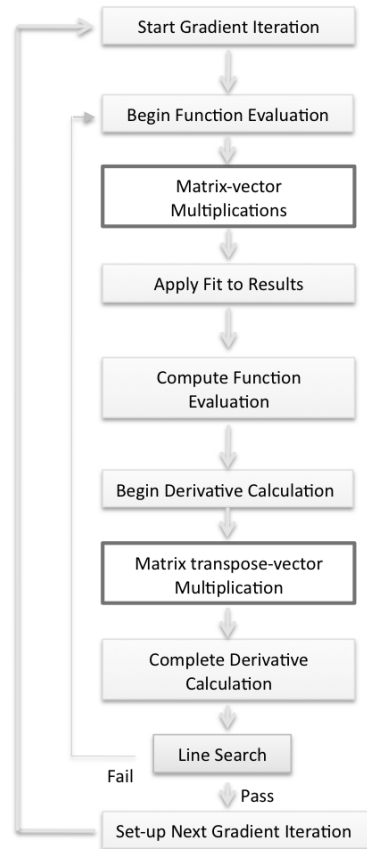 Start Gradient Iteration
Begin Function Evaluation
Matrix-vector
Multiplications
Apply Fit to Results
Compute Function
Evaluation
Begin Derivative Calculation
Matrix transpose-vector
Multiplication
Complete Derivative
Calculation
Line Search
Fail
Pass
Set-up Next Gradient Iteration